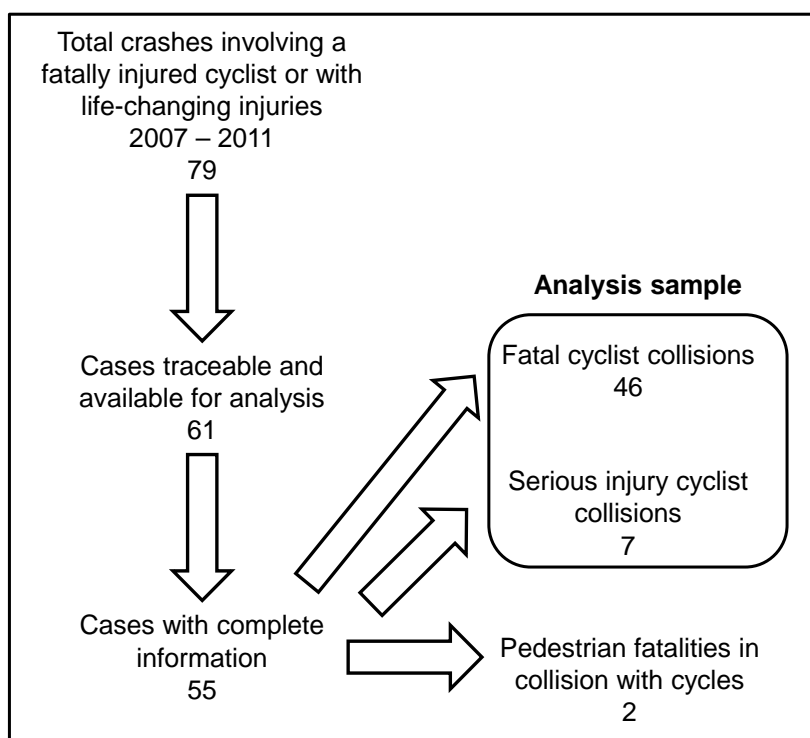 Total crashes involving a
fatally injured cyclist or with
life-changing injuries
2007 – 2011
79
Cases traceable and
available for analysis
61
Cases with complete
information
55
Analysis sample
Fatal cyclist collisions
46
Serious injury cyclist
collisions
7
Pedestrian fatalities in
collision with cycles
2